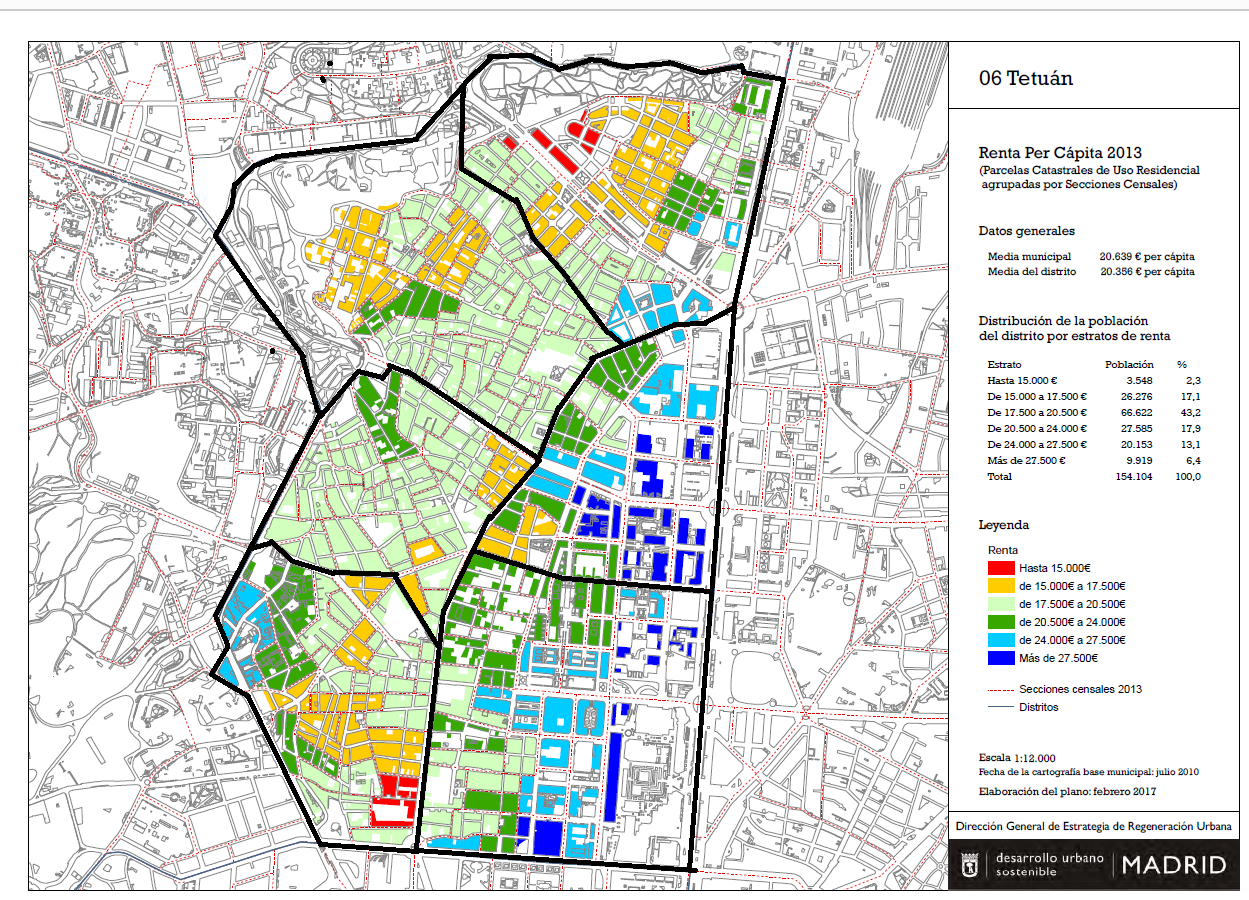 06 Tetuán
Renta Per Cápita 2013
(Parcelas Catastrales de Uso Residencial
agrupadas por Secciones Censales)
Datos generales
Media municipal 20.639 € per cápita
Media del distrito 20.356 € per cápita
Distribución de la población
del distrito por estratos de renta
Estrato Población %
Hasta 15.000 € 3.548 2,3
De 15.000 a 17.500 € 26.276 17,1
De 17.500 a 20.500 € 66.622 43,2
De 20.500 a 24.000 € 27.585 17,9
De 24.000 a 27.500 € 20.153 13,1
Más de 27.500 € 9.919 6,4
Total 154.104 100,0
Leyenda
Renta
Hasta 15.000€
de 15.000€ a 17.500€
de 17.500€ a 20.500€
de 20.500€ a 24.000€
de 24.000€ a 27.500€
Más de 27.500€
Secciones censales 2013
Distritos
Escala 1:12.000
Fecha de la cartografía base municipal: julio 2010
Elaboración del plano: febrero 2017
Dirección General de Estrategia de Regeneración Urbana
desarrollo urbano
sostenible
MADRID